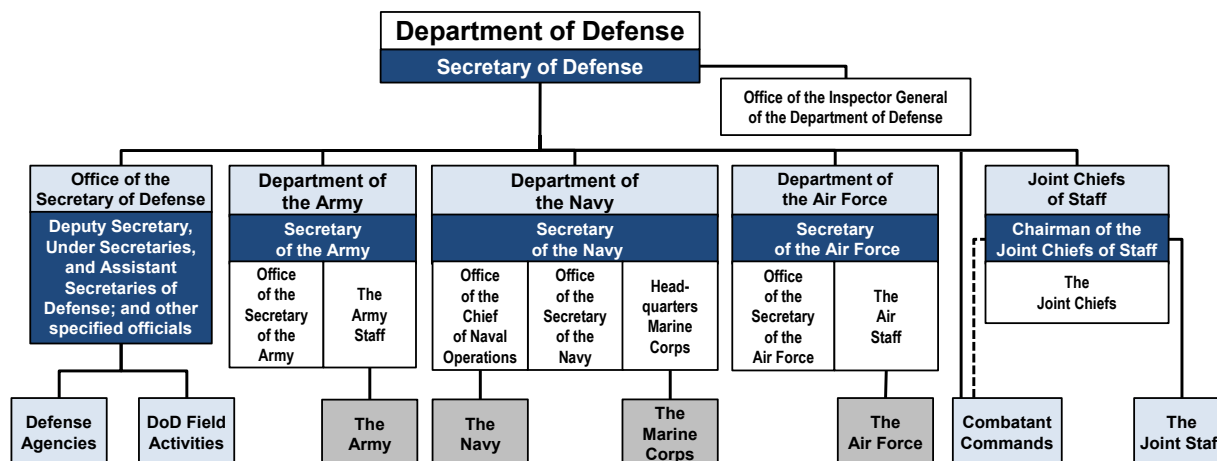 Department of Defense
Secretary of Defense
Office of the Inspector General
of the Department of Defense
Office of the
Secretary of Defense
Deputy Secretary,
Under Secretaries,
and Assistant
Secretaries of
Defense; and other
specified officials
Department of
the Army
Secretary
of the Army
Office
of the
Secretary
of the
Army
The
Army
Staff
Department of
the Navy
Secretary
of the Navy
Office
of the
Chief
of Naval
Operations
Office
of the
Secretary
of the
Navy
Head-
quarters
Marine
Corps
Department of
the Air Force
Secretary
of the Air Force
Office
of the
Secretary
of the
Air Force
The
Air
Staff
Joint Chiefs
of Staff
Chairman of the
Joint Chiefs of Staff
The
Joint Chiefs
Defense
Agencies
DoD Field
Activities
The
Army
The
Navy
The
Marine
Corps
The
Air Force
Combatant
Commands
The
Joint Staf